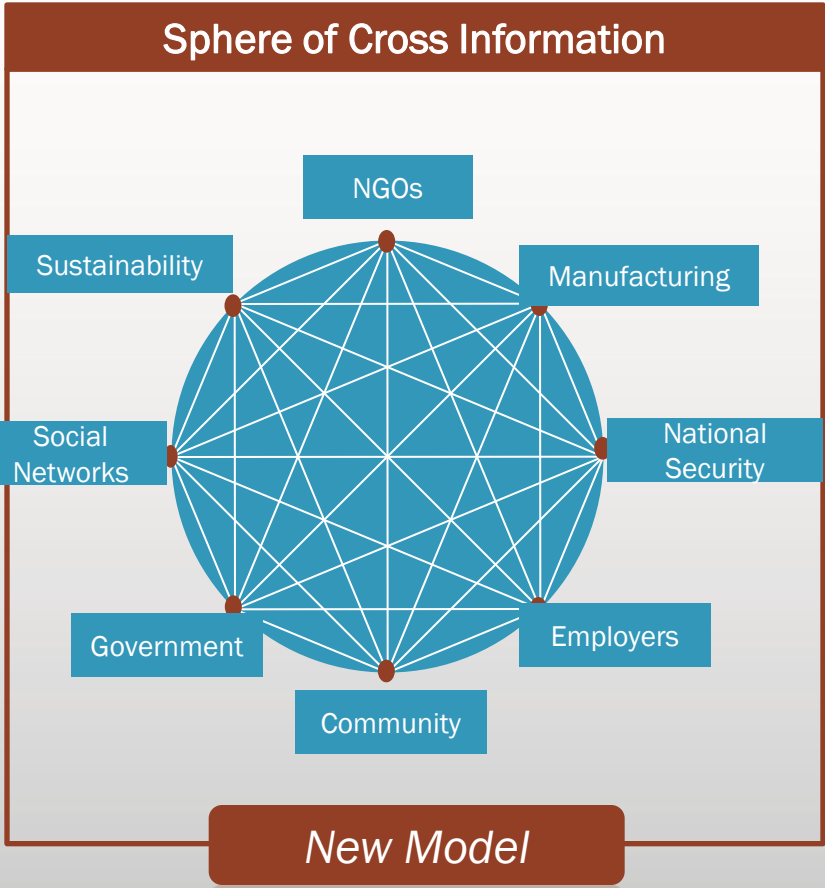 Sphere of Cross Information
NGOs
Sustainability
Manufacturing
Social
Networks
National
Security
Government
Employers
Community
New Model